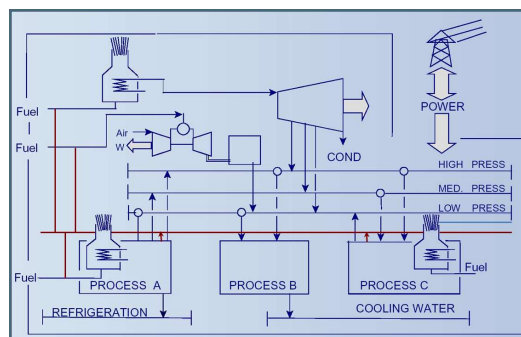 Fuel
POWER
Air
Fuel
W
COND
HIGH PRESS
MED. PRESS
LOW PRESS
Fuel
PROCESS A
PROCESS B
PROCESS C
Fuel
REFRIGERATION
COOLING WATER